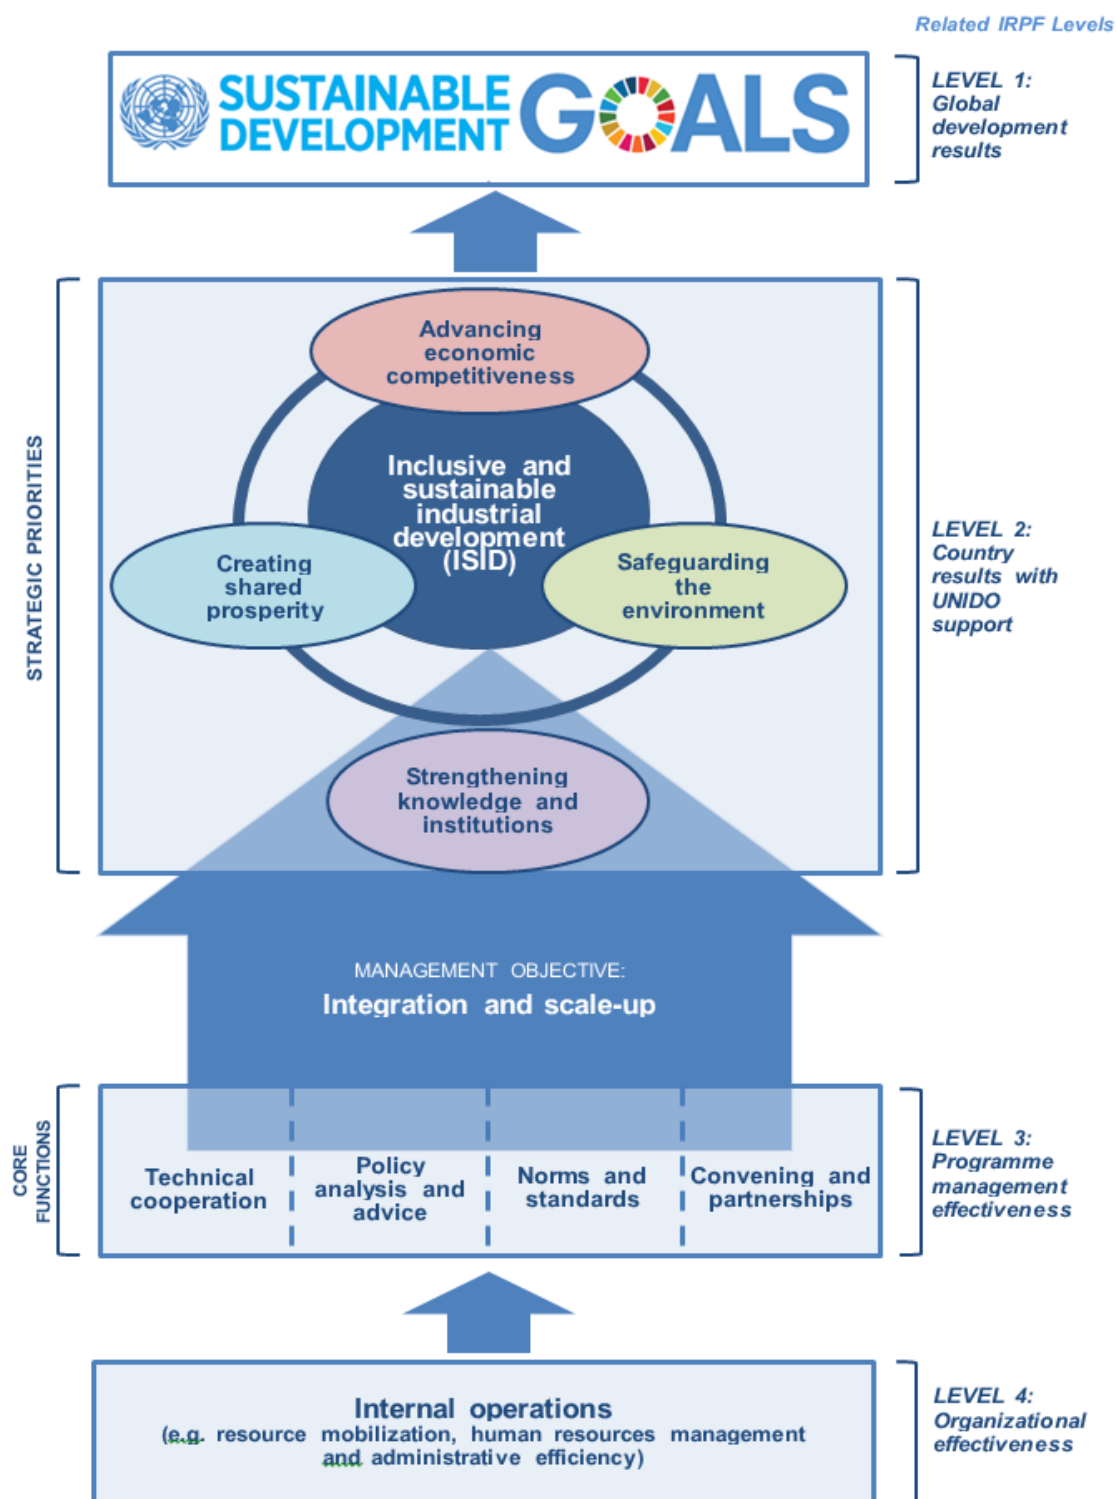 Related IRPF Levels
SUSTAINABLE
DEVELOPMENT
GOALS
LEVEL 1:
Global
development
results
STRATEGIC PRIORITIES
Advancing
economic
competitiveness
Inclusive and
sustainable
industrial
development
(ISID)
Creating
shared
prosperity
Safeguarding
the
environment
Strengthening
knowledge and
institutions
LEVEL 2:
Country
results with
UNIDO
support
MANAGEMENT OBJECTIVE:
Integration and scale-up
CORE
FUNCTIONS
Technical
cooperation
Policy
analysis and
advice
Norms and
standards
Convening and
partnerships
LEVEL 3:
Programme
management
effectiveness
Internal operations
(e.g. resource mobilization, human resources management
and administrative efficiency)
LEVEL 4:
Organizational
effectiveness